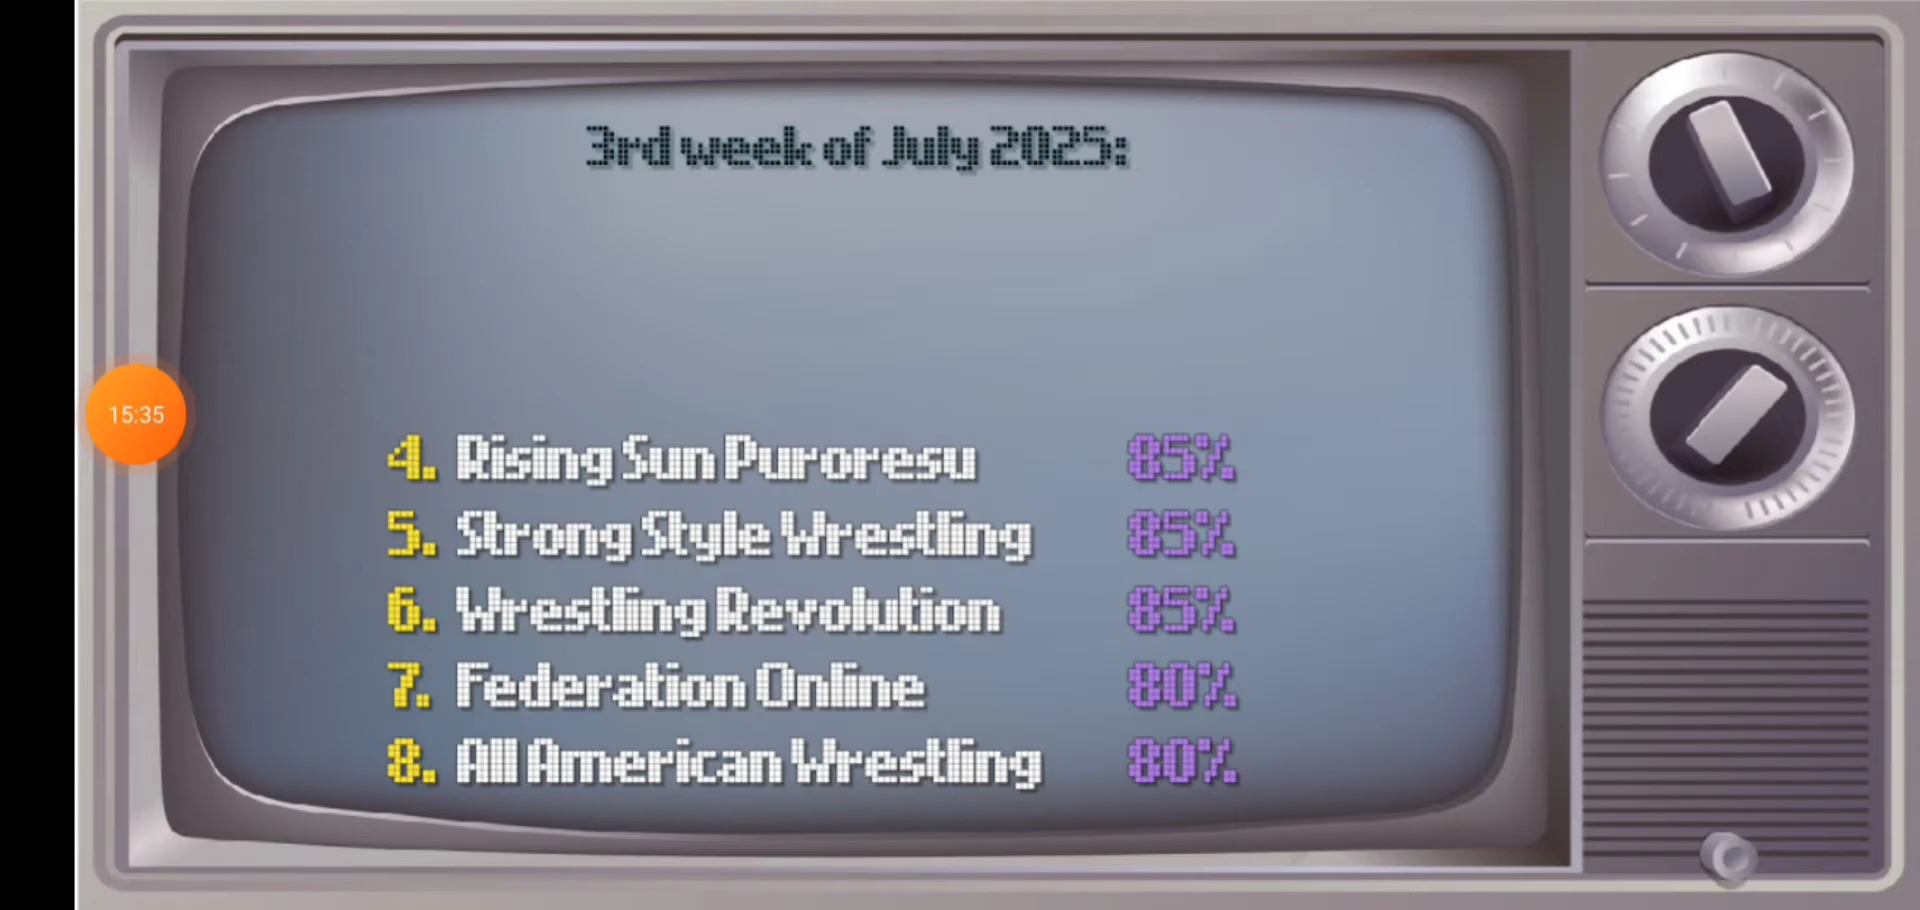 3rd week of July 2025:
15:35
4. Rising Sun Puroresu 85%
5. Strong Style Wrestling 85%
6. Wrestling Revolution 85%
7. Federation Online 80%
8. All American Wrestling 80%